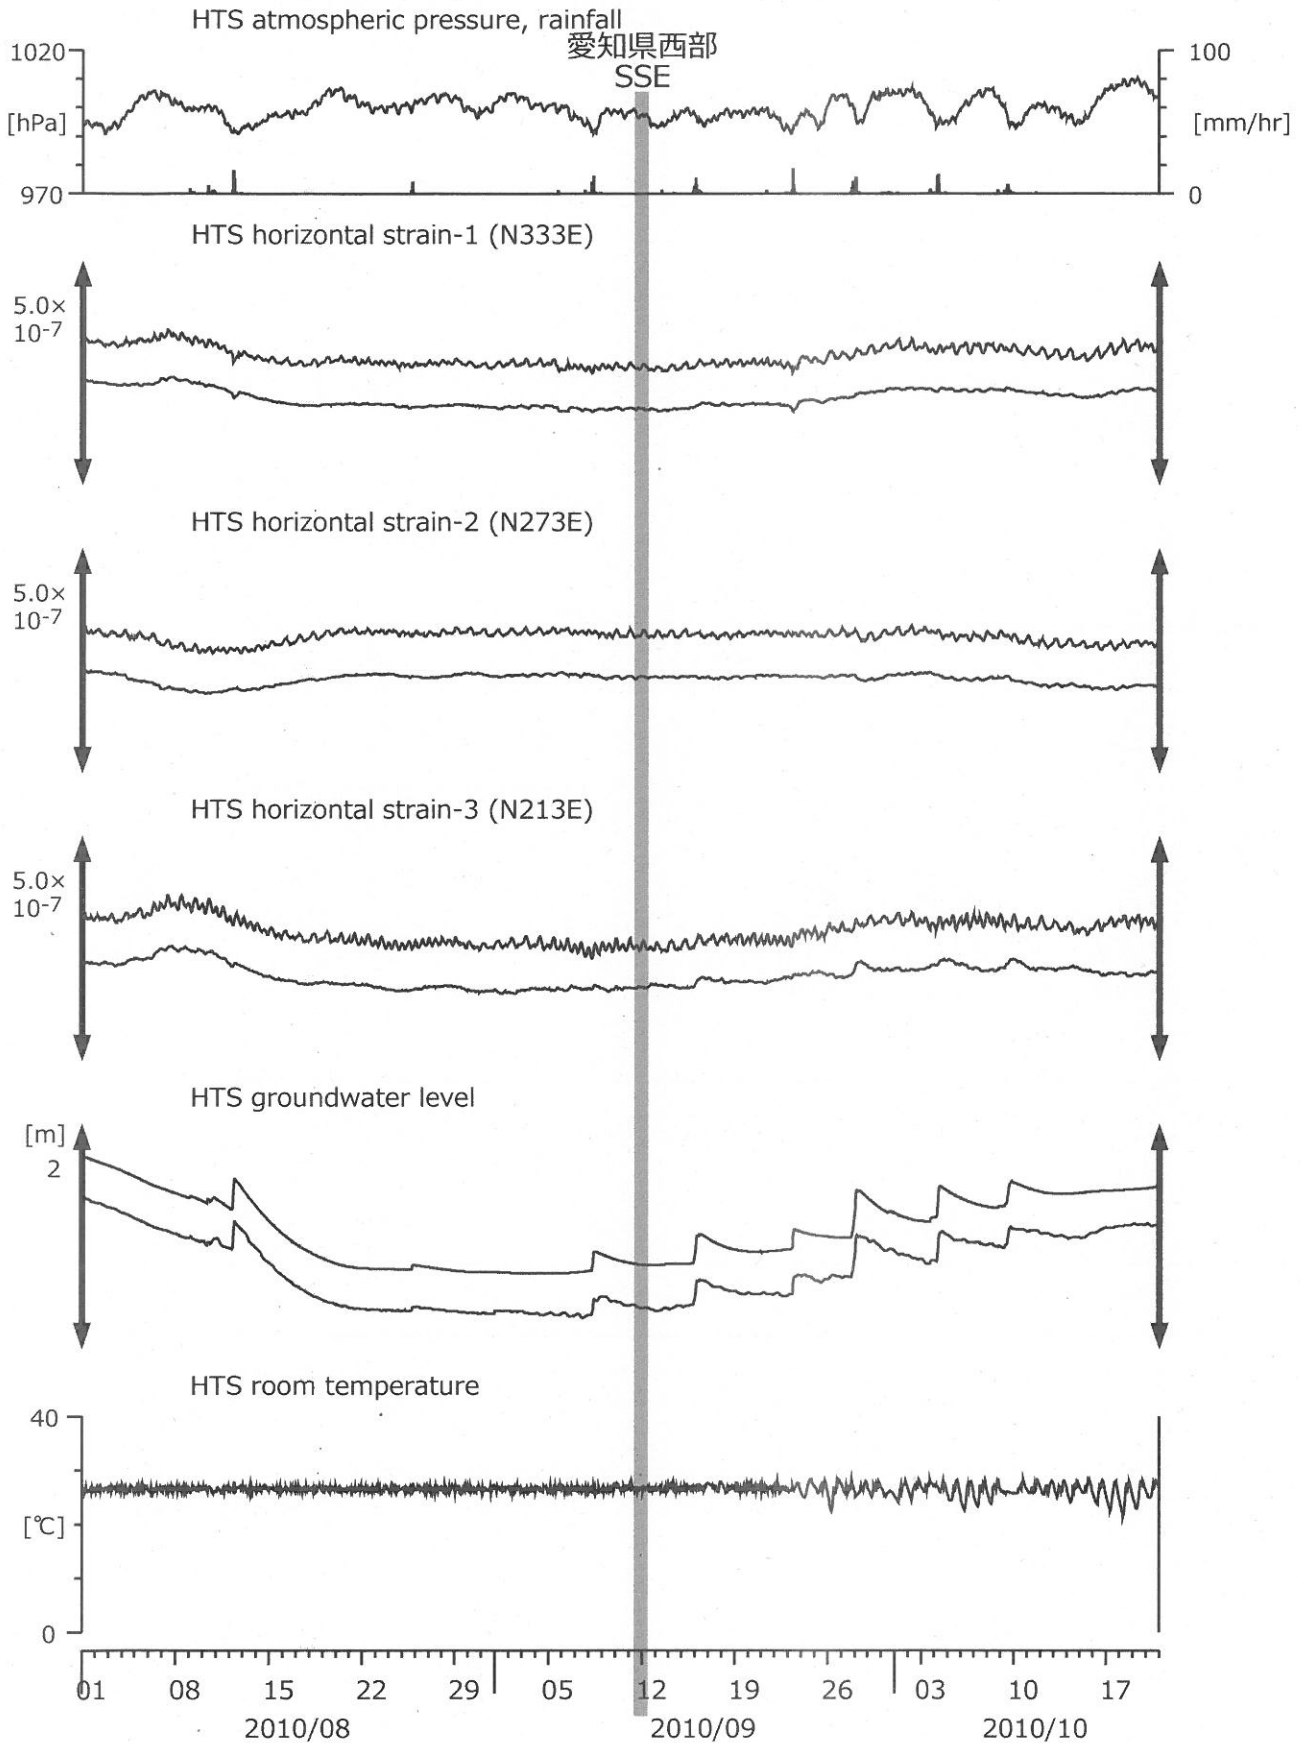 HTS atmospheric pressure, rainfall
愛知県西部
SSE
1020
100
[hPa]
[mm/hr]
970
0
HTS horizontal strain-1 (N333E)
5.0×
10-7
HTS horizontal strain-2 (N273E)
5.0×
10-7
HTS horizontal strain-3 (N213E)
5.0×
10-7
HTS groundwater level
[m]
2
HTS room temperature
40
[℃]
0
01 08 15 22 29 05 12 19 26 03 10 17
2010/08 2010/09 2010/10